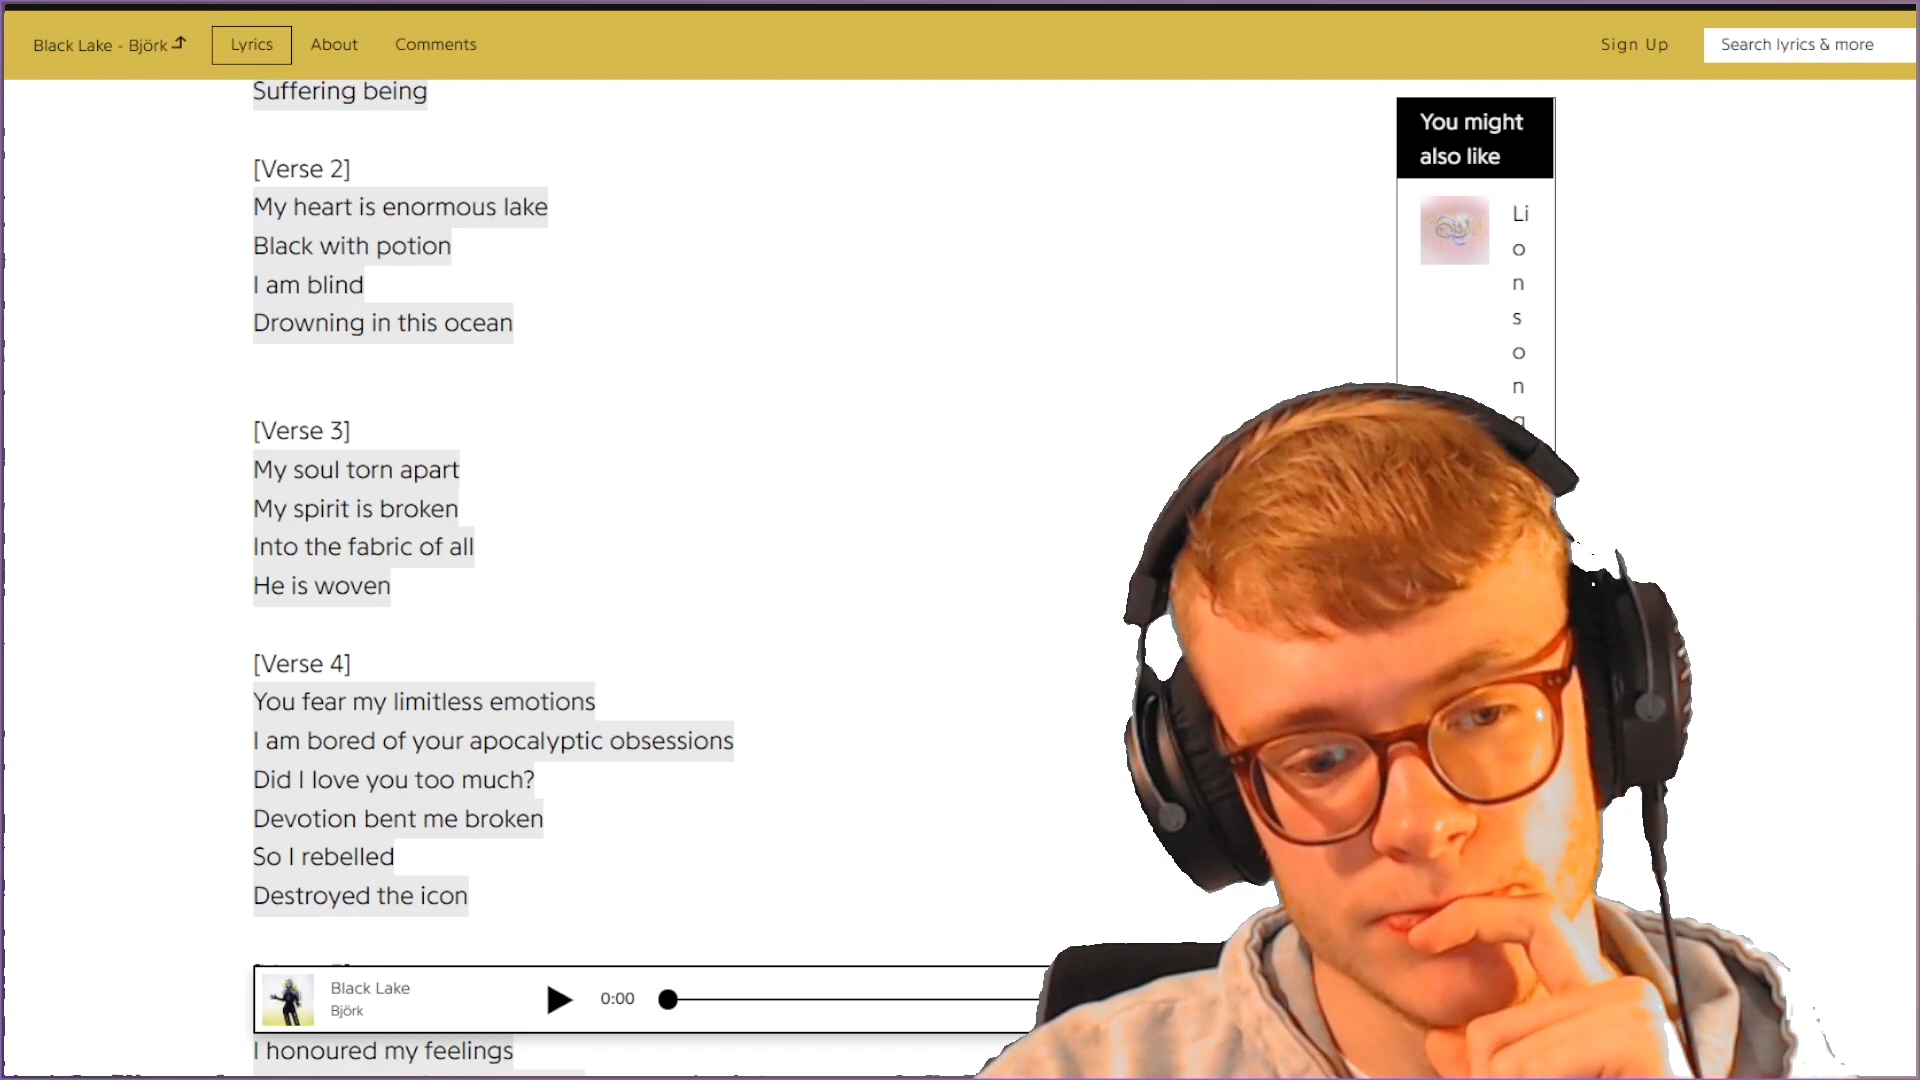 Black Lake - Björk
Lyrics
About
Comments
Sign Up
Search lyrics & more
Suffering being
[Verse 2]
My heart is enormous lake
Black with potion
I am blind
Drowning in this ocean
[Verse 3]
My soul torn apart
My spirit is broken
Into the fabric of all
He is woven
[Verse 4]
You fear my limitless emotions
I am bored of your apocalyptic obsessions
Did I love you too much?
Devotion bent me broken
So I rebelled
Destroyed the icon
Black Lake
Björk
0:00
I honoured my feelings
You might
also like
Li
o
n
s
o
n